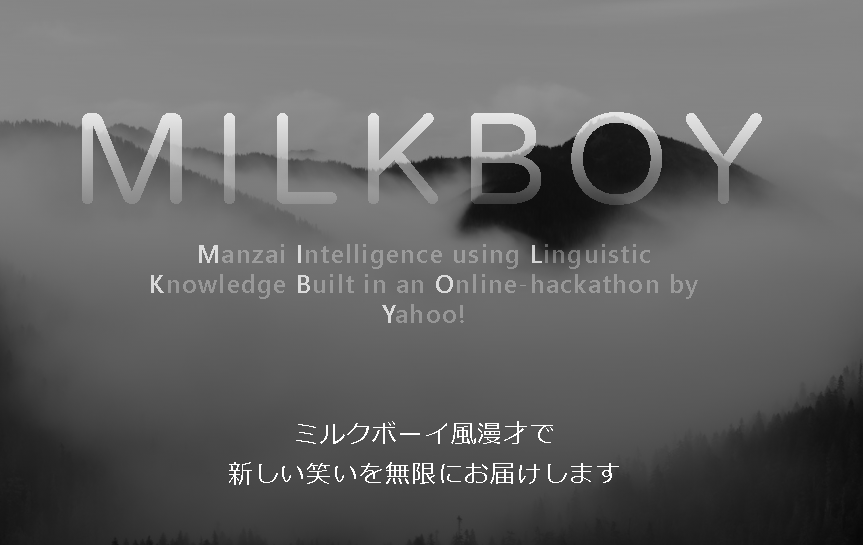 MILKBOY
Manzai Intelligence using Linguistic
Knowledge Built in an Online-hackathon by
Yahoo!
ミルクボーイ風漫才で
新しい笑いを無限にお届けします